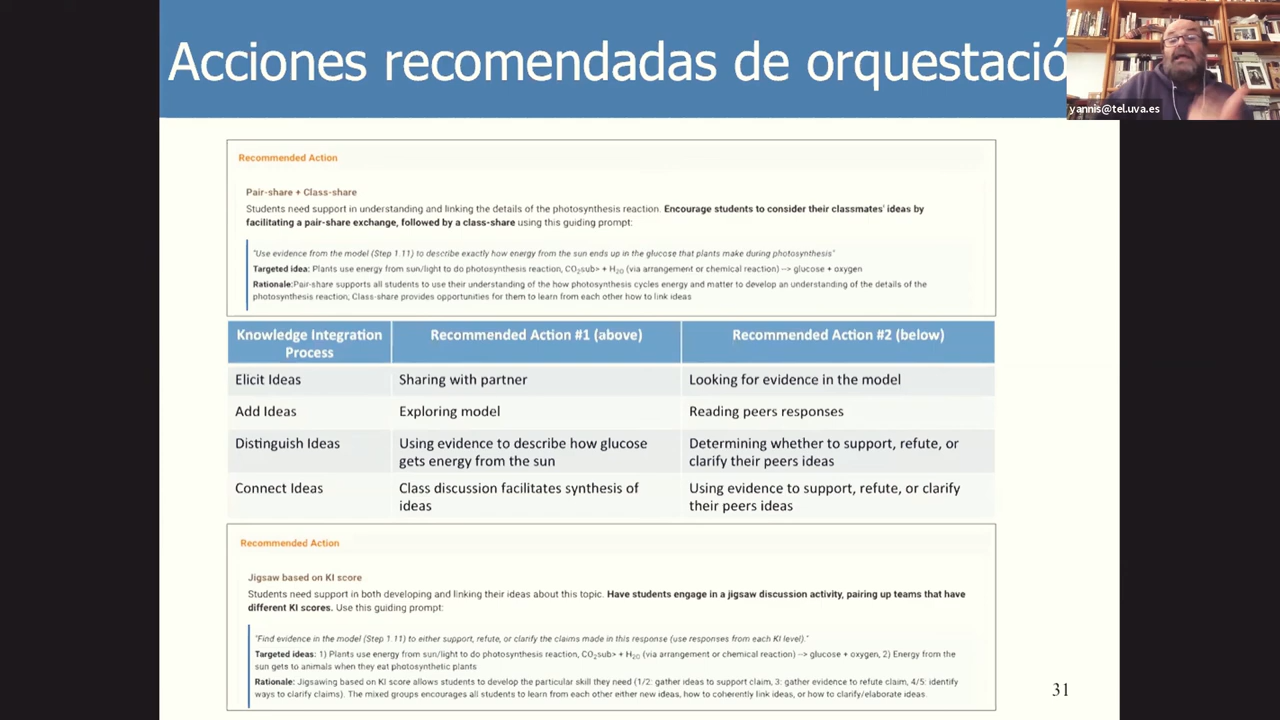 Acciones recomendadas de orquestació
yannis@tel.uva.es
Recommended Action
Pair-share + Class-share
Students need support in understanding and linking the details of the photosynthesis reaction. Encourage students to consider their classmates' ideas by
facilitating a pair-share exchange, followed by a class-share using this guiding prompt:
"Use evidence from the model (Step 1.11) to describe exactly how energy from the sun ends up in the glucose that plants make during photosynthesis"
Targeted idea: Plants use energy from sun/light to do photosynthesis reaction, CO2sub> + H20 (via arrangement or chemical reaction) --> glucose + oxygen
Rationale:Pair-share supports all students to use their understanding of the how photosynthesis cycles energy and matter to develop an understanding of the details of the
photosynthesis reaction, Class-share provides opportunities for them to learn from each other how to link ideas
Knowledge Integration Process
Recommended Action #1 (above)
Recommended Action #2 (below)
Elicit Ideas
Sharing with partner
Looking for evidence in the model
Add Ideas
Exploring model
Reading peers responses
Distinguish Ideas
Using evidence to describe how glucose
gets energy from the sun
Determining whether to support, refute, or
clarify their peers ideas
Connect Ideas
Class discussion facilitates synthesis of
ideas
Using evidence to support, refute, or clarify
their peers ideas
Recommended Action
Jigsaw based on KI score
Students need support in both developing and linking their ideas about this topic. Have students engage in a jigsaw discussion activity, pairing up teams that have
different KI scores. Use this guiding prompt:
"Find evidence in the model (Step 1.11) to either support, refute, or clarify the claims made in this response (use responses from each KI level)."
Targeted ideas: 1) Plants use energy from sun/light to do photosynthesis reaction, CO2sub> + H20 (via arrangement or chemical reaction) --> glucose + oxygen, 2) Energy from the
sun gets to animals when they eat photosynthetic plants
Rationale: Jigsawing based on KI score allows students to develop the particular skill they need (1/2: gather ideas to support claim, 3: gather evidence to refute claim, 4/5: identify
ways to clarify claims). The mixed groups encourages all students to learn from each other either new ideas, how to coherently link ideas, or how to clarify/elaborate ideas.
31